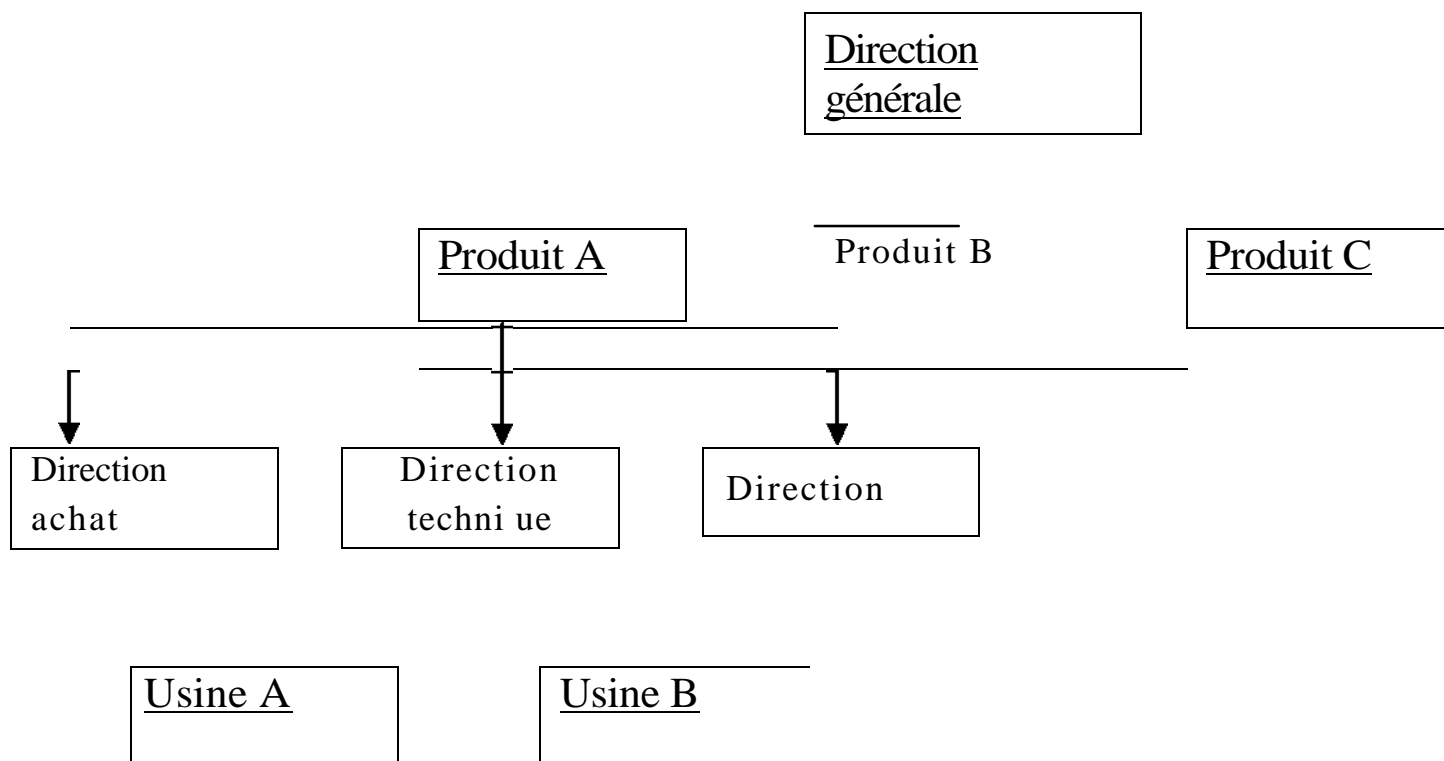 Direction
générale
Produit A
Produit B
Produit C
Direction
achat
Direction
techni ue
Direction
Usine A
Usine B